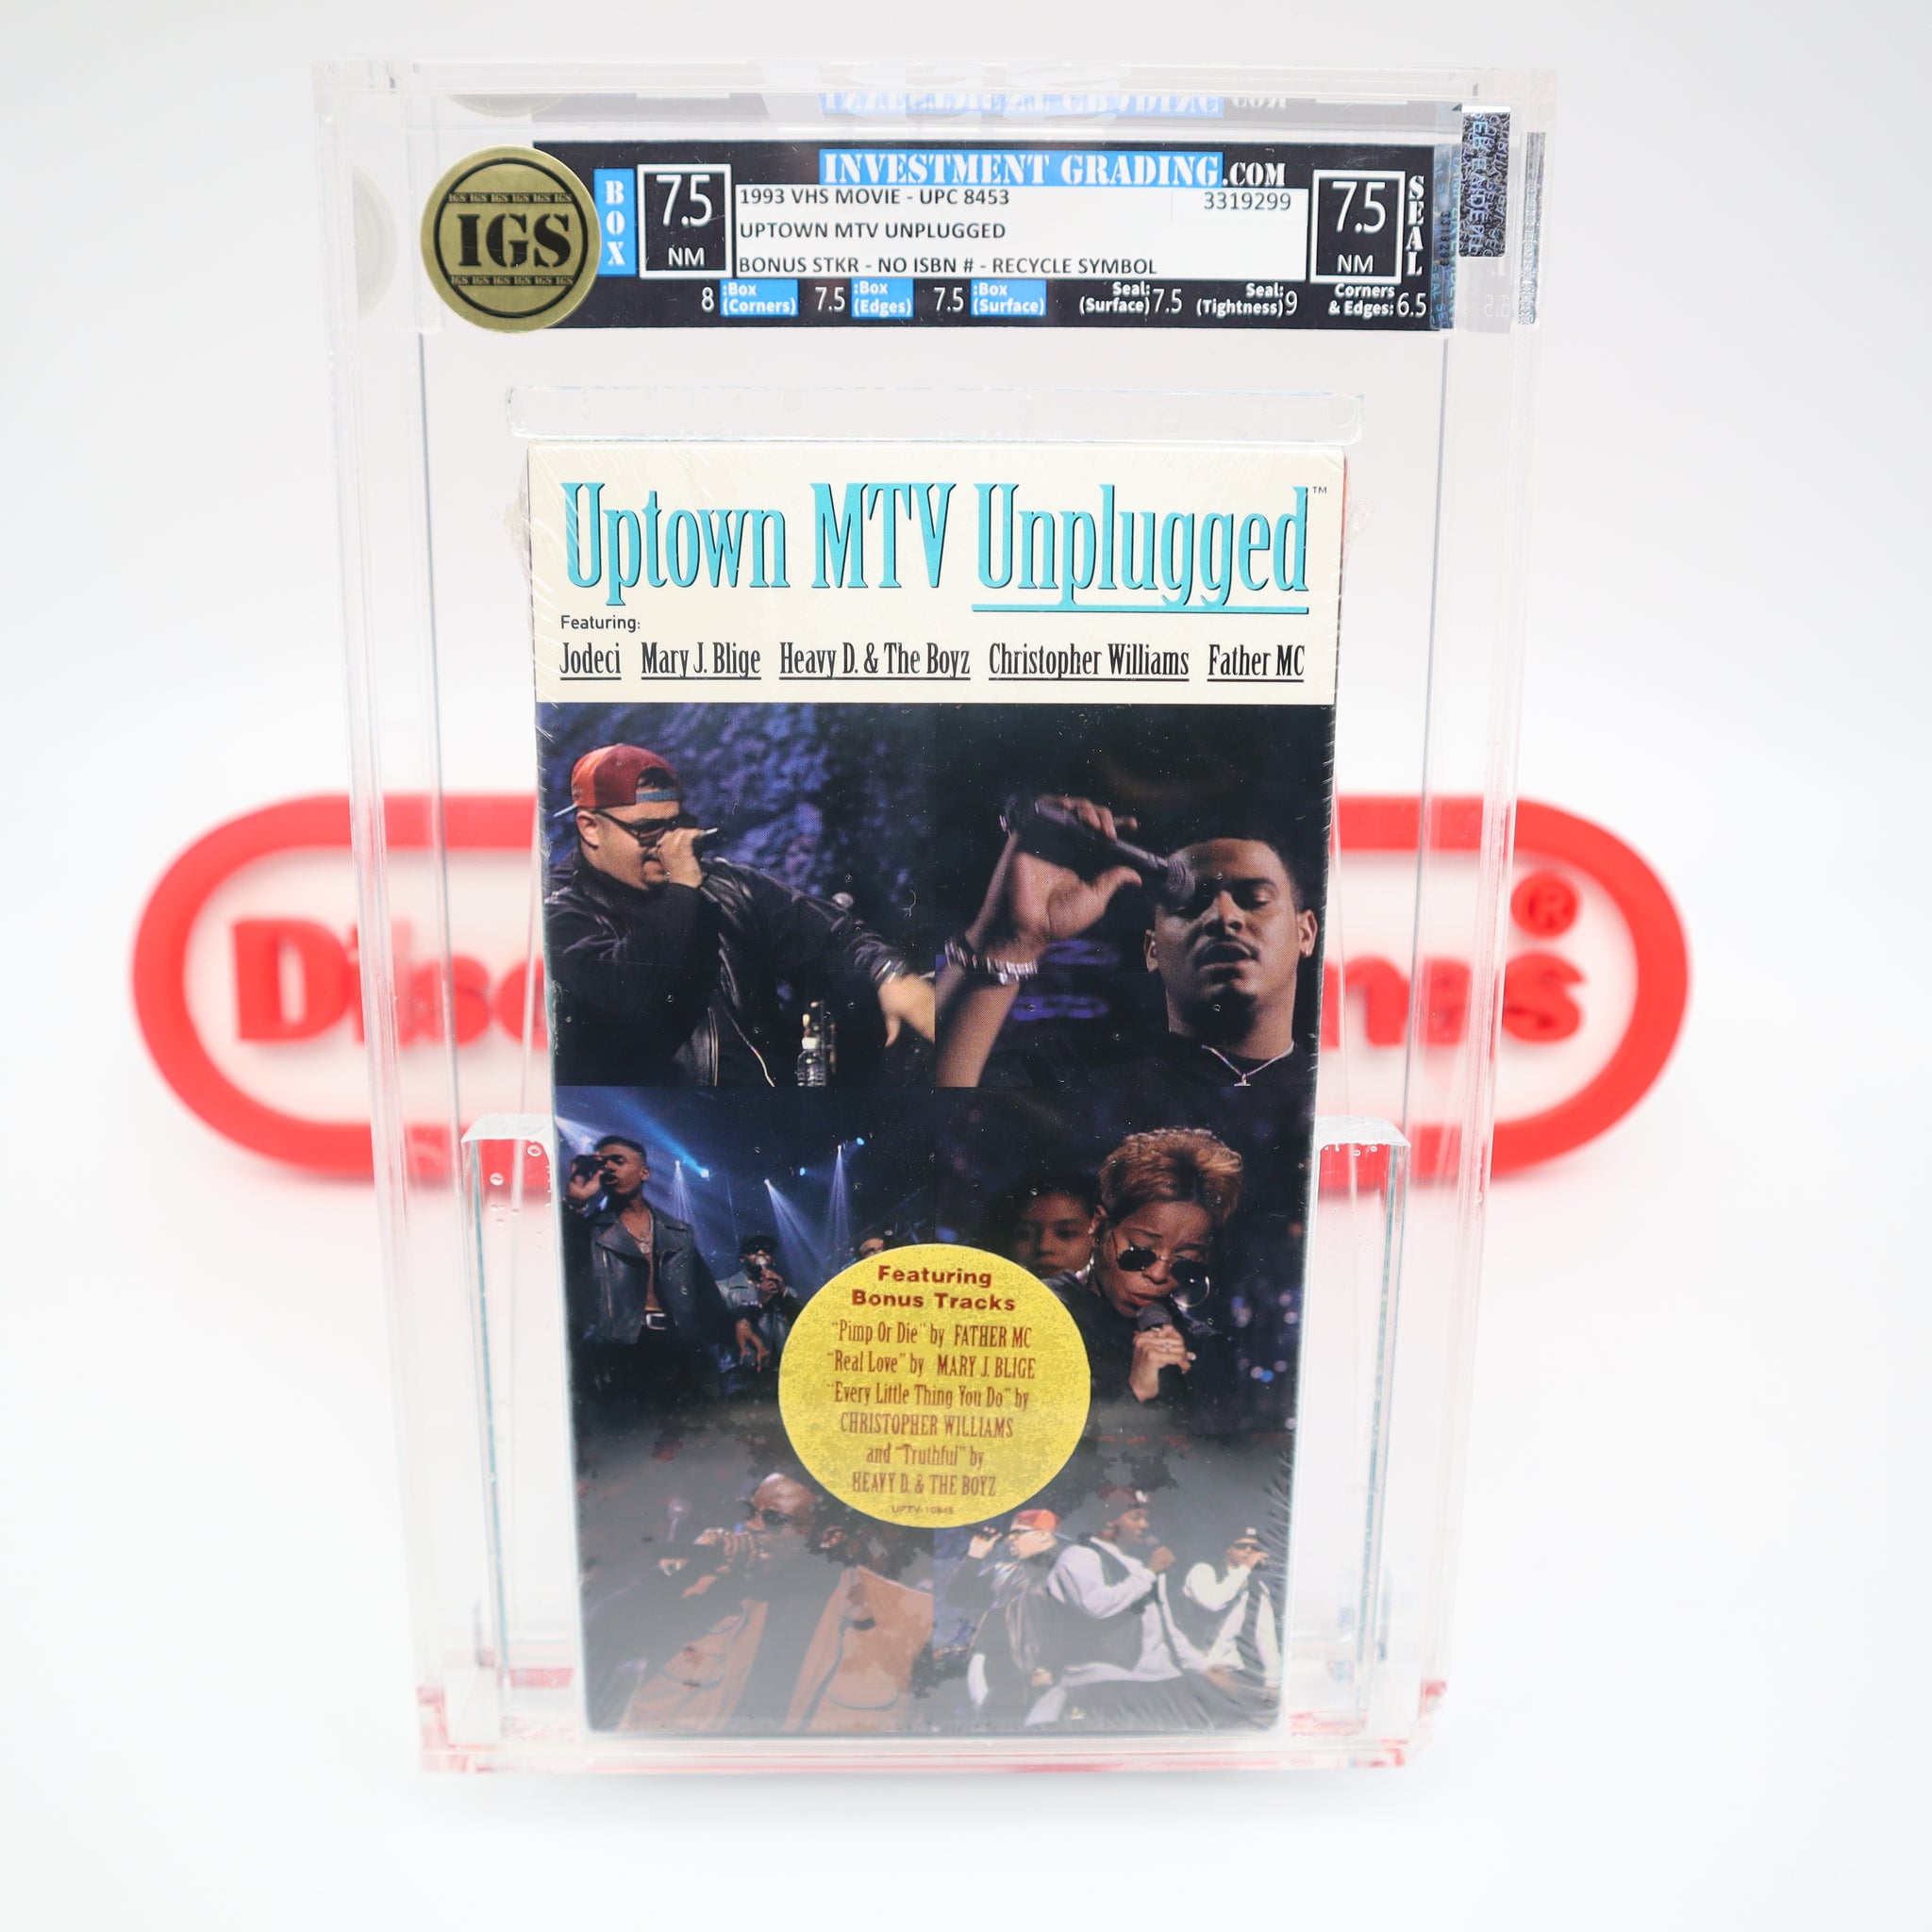 INVESTMENT GRADING.COM
IGS
BOX
7.5
NM
1993 VHS MOVIE - UPC 8453
3319299
UPTOWN MTV UNPLUGGED
BONUS STKR - NO ISBN # - RECYCLE SYMBOL
7.5
NM
SEAL
8 :Box (Corners) 7.5 :Box (Edges) 7.5 :Box (Surface) Seal: (Surface) 7.5 Seal: (Tightness) 9 Corners & Edges: 6.5
Uptown MTV Unplugged™
Featuring:
Jodeci Mary J. Blige Heavy D. & The Boyz Christopher Williams Father MC
Featuring
Bonus Tracks
"Pimp Or Die" by FATHER MC
"Real Love" by MARY J. BLIGE
"Every Little Thing You Do" by
CHRISTOPHER WILLIAMS
and "Truthful" by
HEAVY D. & THE BOYZ
®